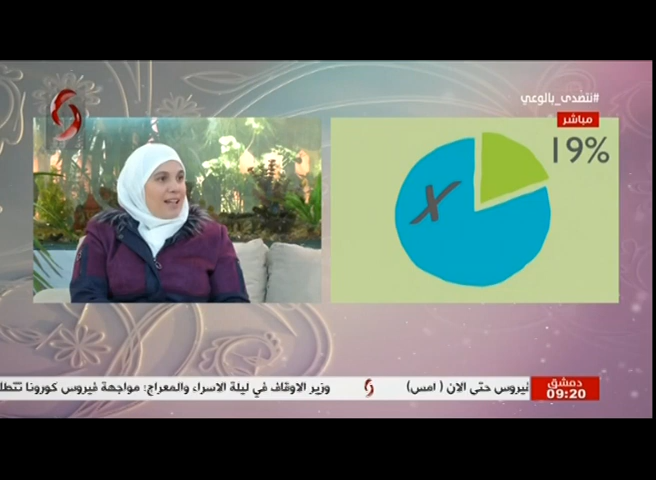 #نتصدى_بالوعي
مباشر
19%
X
دمشق
09:20
فيروس حتى الان ( امس)
وزير الاوقاف في ليلة الاسراء والمعراج: مواجهة فيروس كورونا تتطلب